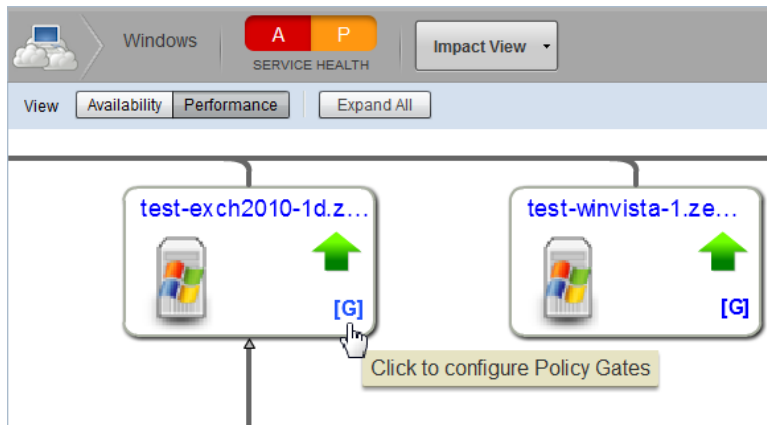 Windows
A P
SERVICE HEALTH
Impact View
View Availability Performance Expand All
test-exch2010-1d.z... test-winvista-1.ze...
[G] [G]
Click to configure Policy Gates